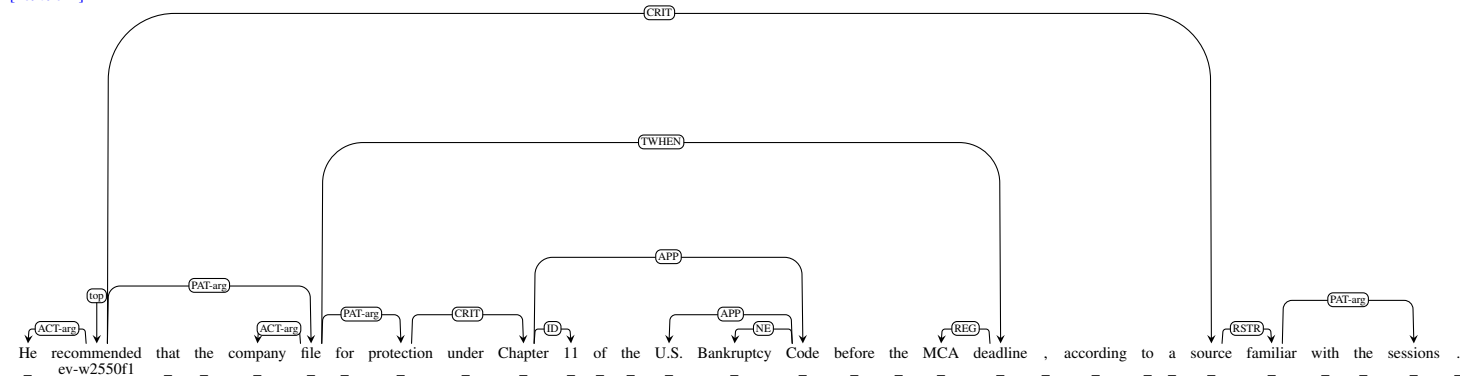 CRIT
TWHEN
APP
top PAT-arg PAT-arg
PAT-arg CRIT APP
ACT-arg ACT-arg ID NE REG RSTR
He recommended that the company file for protection under Chapter 11 of the U.S. Bankruptcy Code before the MCA deadline , according to a source familiar with the sessions .
_ ev-w2550f1 _ _ _ _ _ _ _ _ _ _ _ _ _ _ _ _ _ _ _ _ _ _ _ _ _ _ _ _